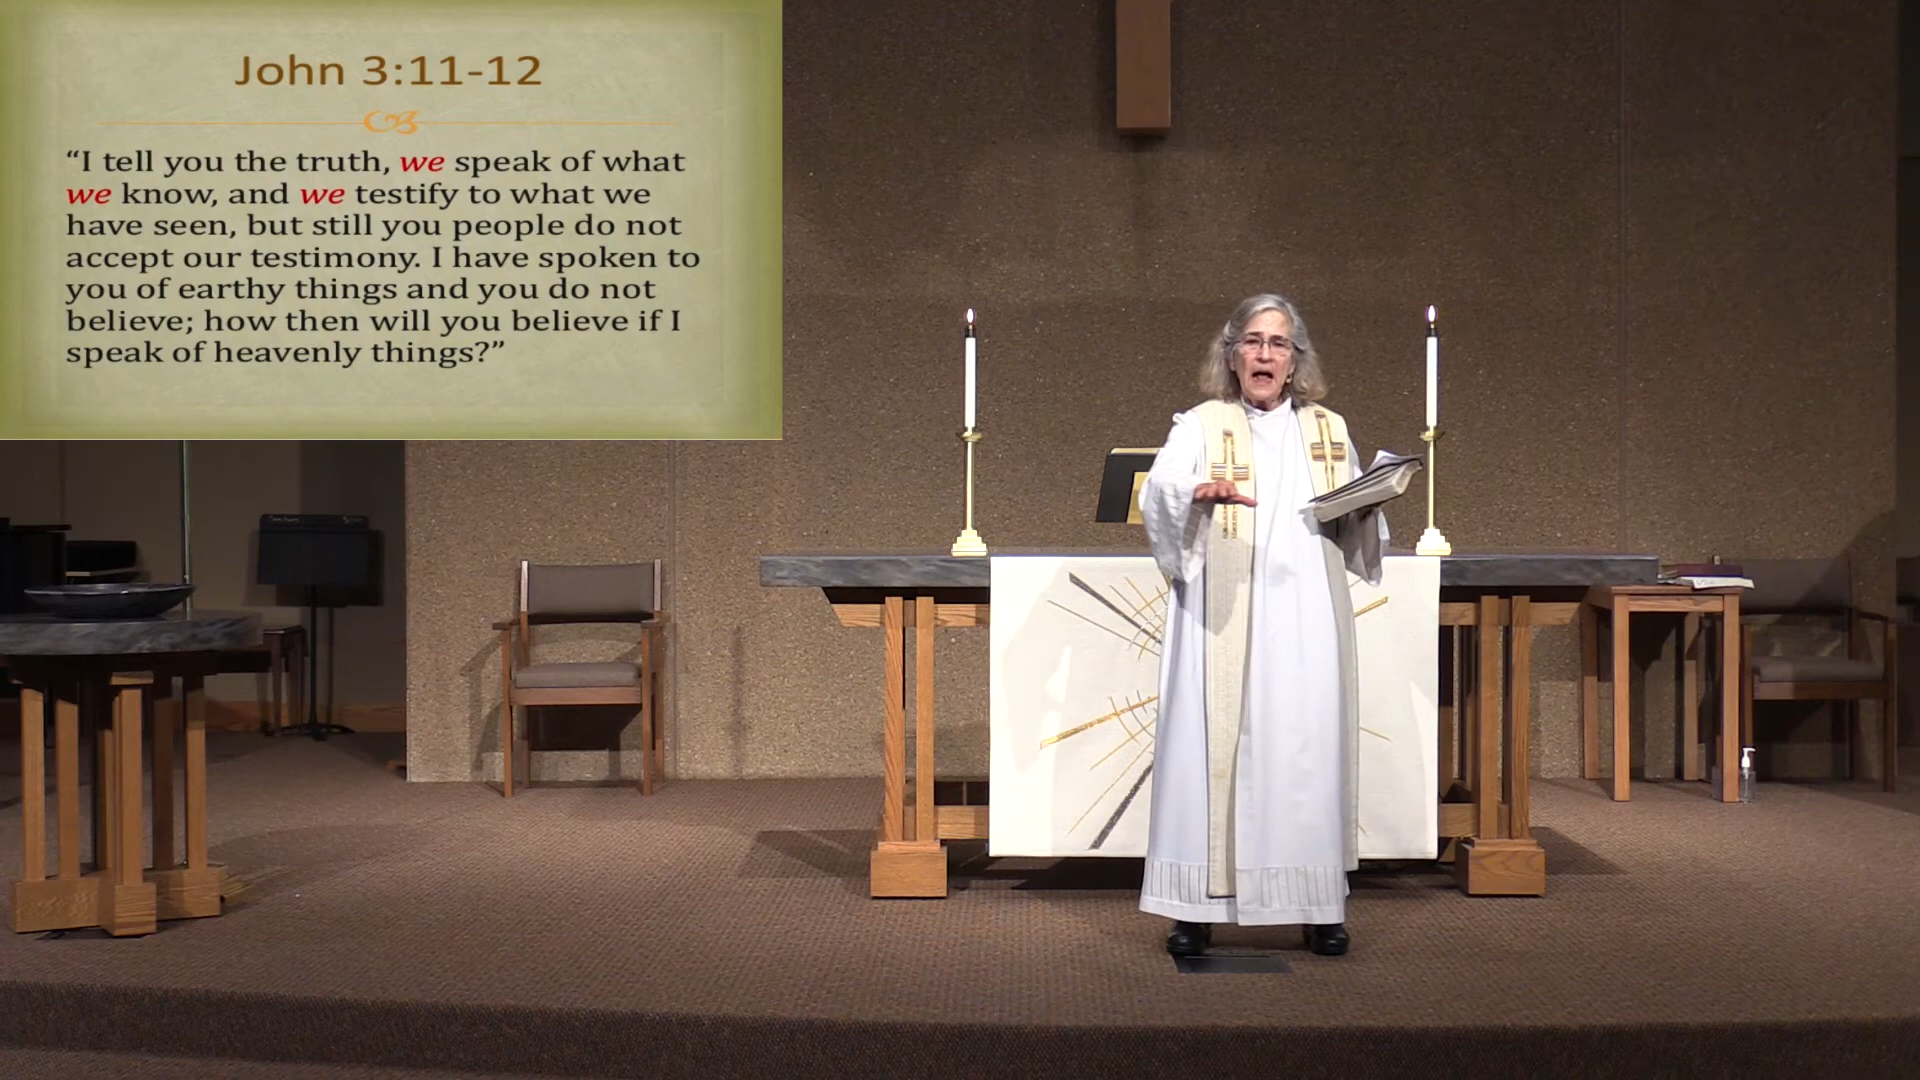 John 3:11-12
“I tell you the truth, we speak of what
we know, and we testify to what we
have seen, but still you people do not
accept our testimony. I have spoken to
you of earthy things and you do not
believe; how then will you believe if I
speak of heavenly things?”